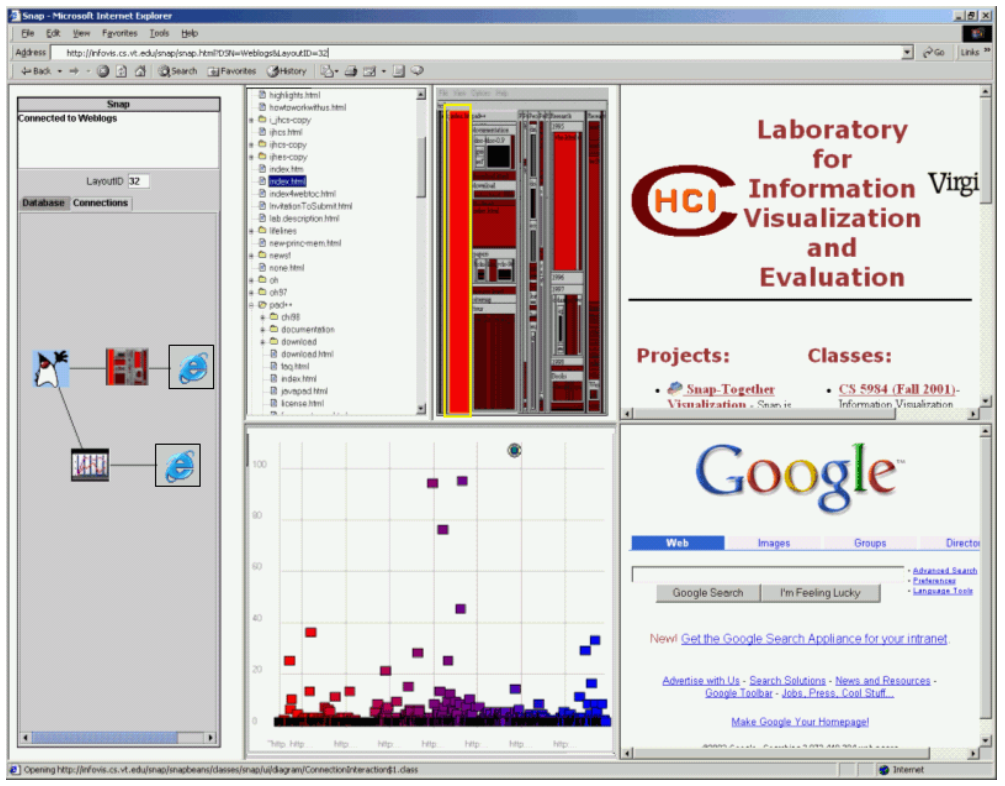 Snap - Microsoft Internet Explorer
File Edit View Favorites Tools Help
Address http://infovis.cs.vt.edu/snap/snap.html?DSN=Weblogs&LayoutID=32 Go Links »
Back Search Favorites History
Snap
Connected to Weblogs
LayoutID 32
Database Connections
highlights.html
howtoworkwithus.html
i_jhcs-copy
ijhcs.html
ijhcs-copy
ijhes-copy
index.htm
index.html
index4webtoc.html
InvitationToSubmit.html
lab.description.html
lifelines
new-princ-mem.html
news1
none.html
oh
oh97
pad++
chi98
documentation
download
download.html
faq.html
index.html
javapad.html
license.html
File View Options Help
documentation
download
1996
1997
Laboratory
for
Information
Visualization
and
Evaluation
HCI
Virgi
Projects: Classes:
Snap-Together
Visualization - Snap is
CS 5984 (Fall 2001)-
Information Visualization
100
80
60
40
20
0
"http: http: http: http: http: http: http:
Google™
Web Images Groups Director
Advanced Search
Preferences
Language Tools
Google Search I'm Feeling Lucky
New! Get the Google Search Appliance for your intranet.
Advertise with Us - Search Solutions - News and Resources -
Google Toolbar - Jobs, Press, Cool Stuff...
Make Google Your Homepage!
Opening http://infovis.cs.vt.edu/snap/snapbeans/classes/snap/ui/diagram/ConnectionInteraction$1.class Internet